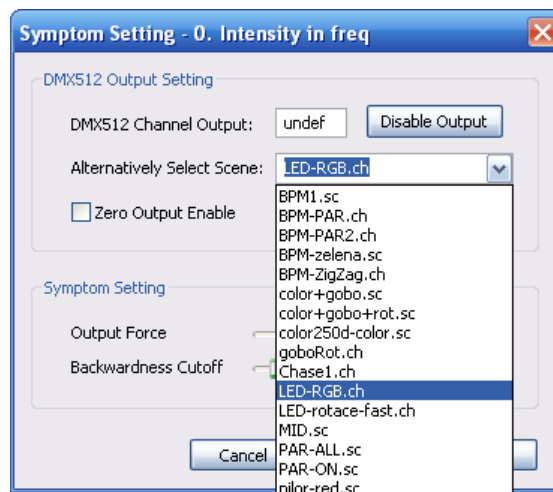 Symptom Setting - 0. Intensity in freq
DMX512 Output Setting
DMX512 Channel Output:
undef
Disable Output
Alternatively Select Scene:
LED-RGB.ch
Zero Output Enable
BPM1.sc
BPM-PAR.ch
BPM-PAR2.ch
BPM-zelena.sc
BPM-ZigZag.ch
color+gobo.sc
color+gobo+rot.sc
color250d-color.sc
goboRot.ch
Chase1.ch
LED-RGB.ch
LED-rotace-fast.ch
MID.sc
PAR-ALL.sc
PAR-ON.sc
Symptom Setting
Output Force
Backwardness Cutoff
Cancel